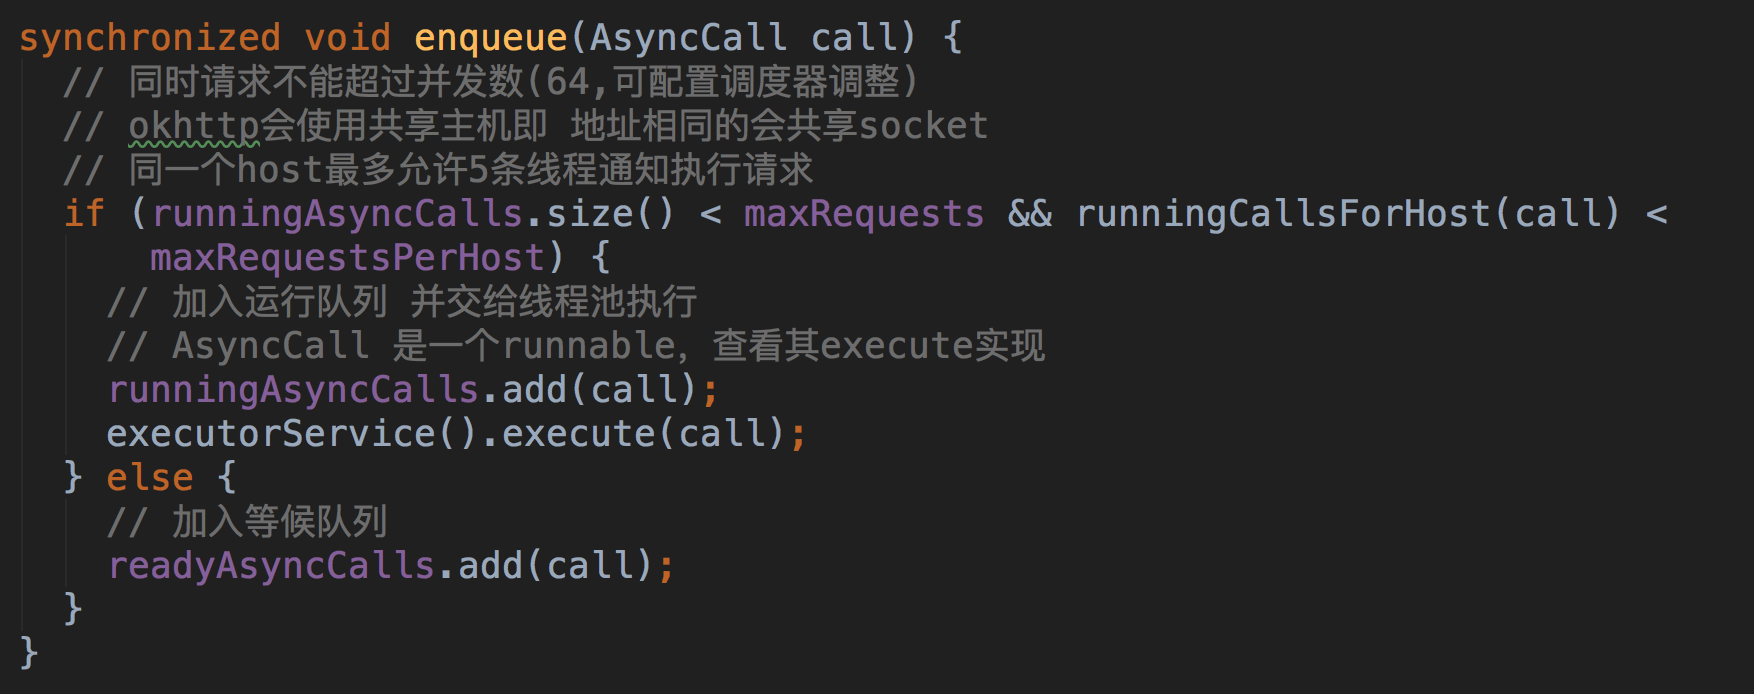 synchronized void enqueue(AsyncCall call) {
// 同时请求不能超过并发数(64,可配置调度器调整)
// okhttp会使用共享主机即 地址相同的会共享socket
// 同一个host最多允许5条线程通知执行请求
if (runningAsyncCalls.size() < maxRequests && runningCallsForHost(call) <
maxRequestsPerHost) {
// 加入运行队列 并交给线程池执行
// AsyncCall 是一个runnable，查看其execute实现
runningAsyncCalls.add(call);
executorService().execute(call);
} else {
// 加入等候队列
readyAsyncCalls.add(call);
}
}